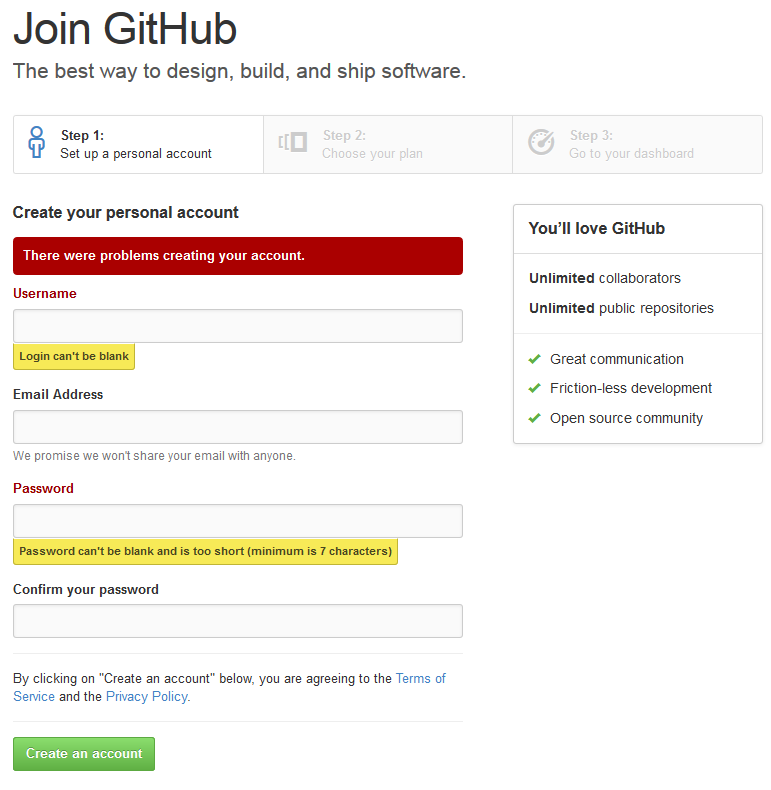 Join GitHub
The best way to design, build, and ship software.
Step 1:
Set up a personal account
Step 2:
Choose your plan
Step 3:
Go to your dashboard
Create your personal account
There were problems creating your account.
Username
Login can't be blank
Email Address
We promise we won't share your email with anyone.
Password
Password can't be blank and is too short (minimum is 7 characters)
Confirm your password
By clicking on "Create an account" below, you are agreeing to the Terms of
Service and the Privacy Policy.
Create an account
You’ll love GitHub
Unlimited collaborators
Unlimited public repositories
Great communication
Friction-less development
Open source community